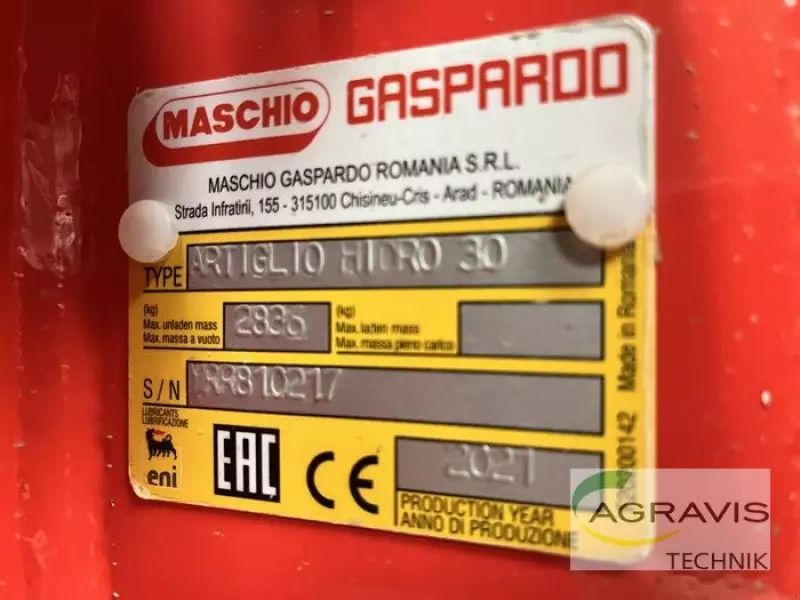 MASCHIO GASPARDO
MASCHIO GASPARDO ROMANIA S.R.L.
Strada Infratirii, 155 - 315100 Chisineu-Cris - Arad - ROMANIA
TYPE ARTIGLIO HIDRO 30
(kg)
Max. unladen mass
Max. massa a vuoto
2836
(kg)
Max. laden mass
Max. massa pieno carico
S/N RR810217
LUBRICANTS
LUBRIFICAZIONE
eni
EAC
CE
2021
PRODUCTION YEAR
ANNO DI PRODUZIONE
Made in Romania
00142
AGRAVIS
TECHNIK